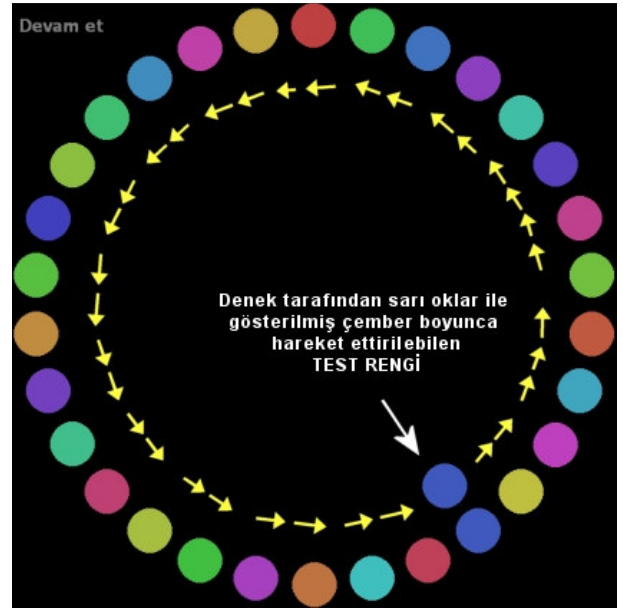 Devam et
Denek tarafından sarı oklar ile
gösterilmiş çember boyunca
hareket ettirilebilen
TEST RENGİ